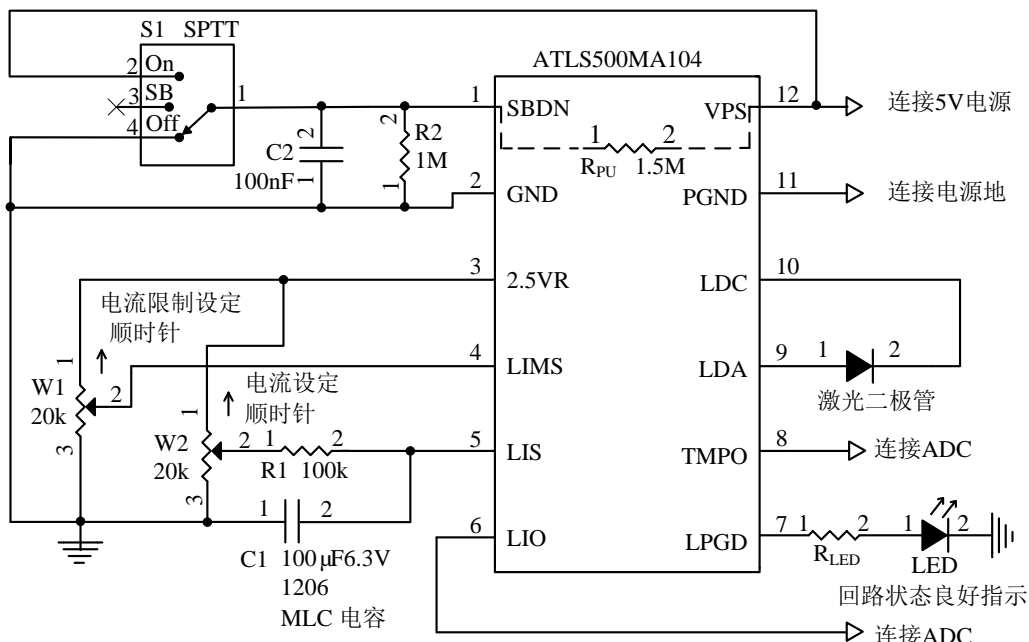 S1 SPTT
ATLS500MA104
2 On
3 SB
4 Off
1
1 SBDN
VPS 12
连接5V电源
2
C2
100nF
1
2
R2
1M
1
1 2
RPU 1.5M
2 GND
PGND 11
连接电源地
3 2.5VR
LDC 10
电流限制设定
顺时针
1
W1
20k
2
3
4 LIMS
LDA 9
1 2
激光二极管
电流设定
顺时针
1
W2
20k
2
3
1 2
R1 100k
5 LIS
TMPO 8
连接ADC
1 2
C1 100μF6.3V
1206
MLC 电容
6 LIO
LPGD 7
1 2
RLED
1 2
LED
回路状态良好指示
连接ADC